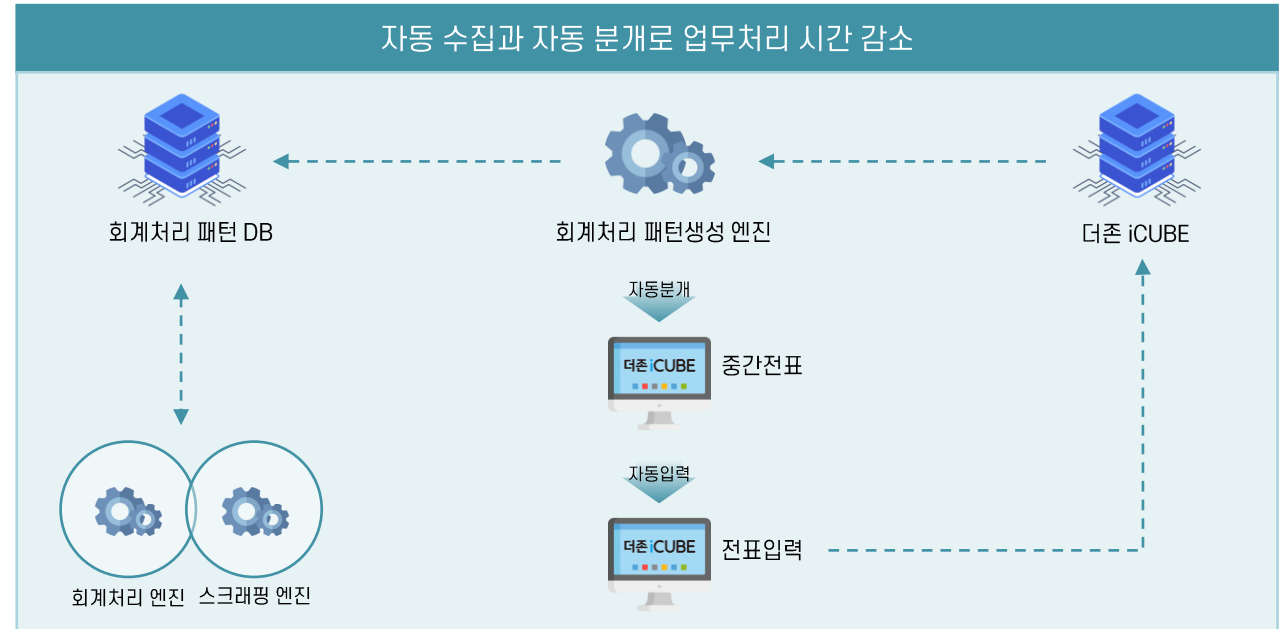 자동 수집과 자동 분개로 업무처리 시간 감소
회계처리 패턴 DB
회계처리 패턴생성 엔진
더존 iCUBE
자동분개
더존 iCUBE
중간전표
자동입력
더존 iCUBE
전표입력
회계처리 엔진
스크래핑 엔진